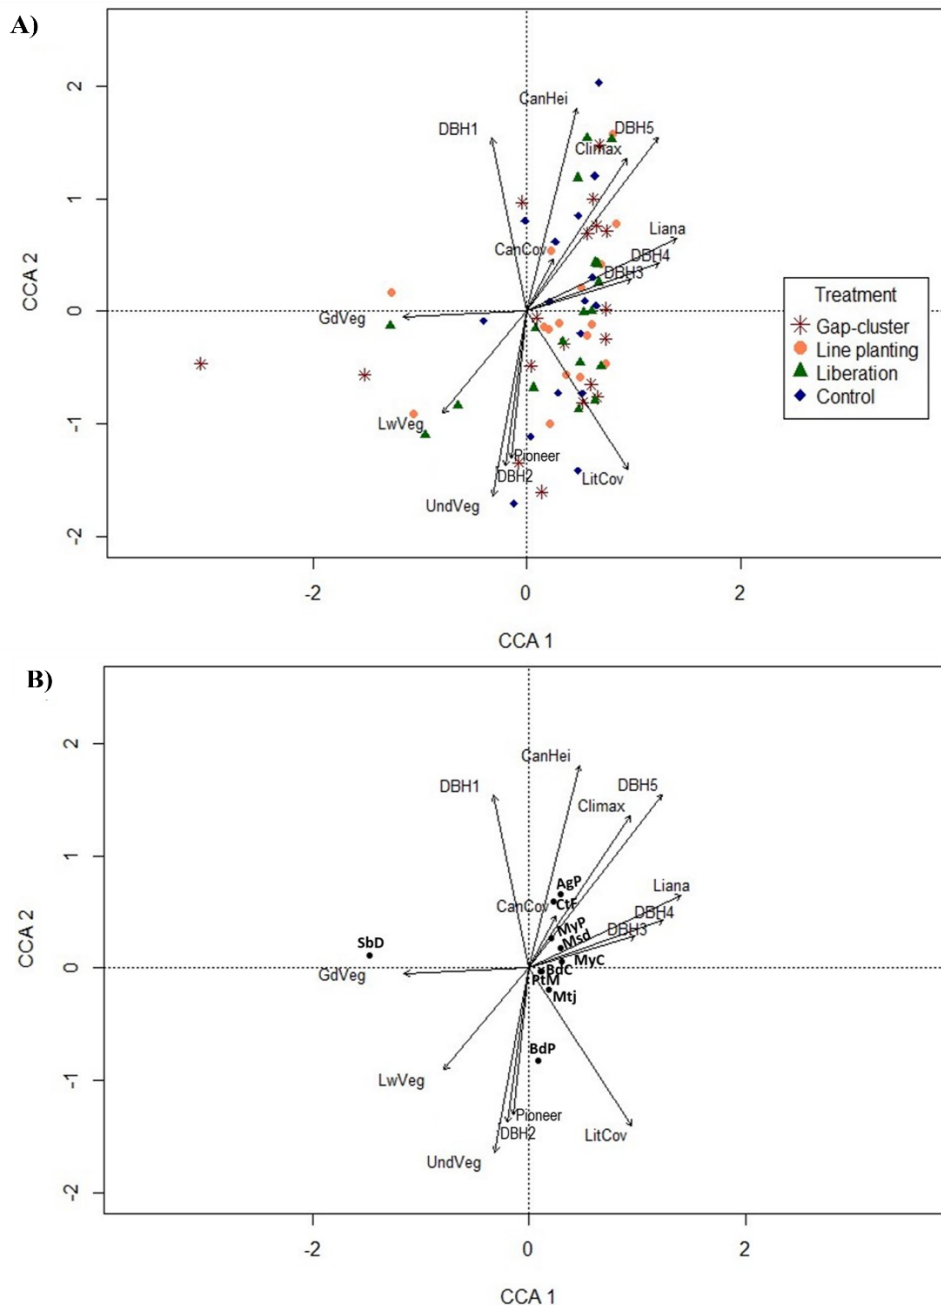 A)
2
CanHei
DBH1
DBH5
Climax
1
Liana
CanCov
DBH4
DBH3
CCA 2
0
GdVeg
Treatment
Gap-cluster
Line planting
Liberation
Control
-1
LwVeg
Pioneer
DBH2
LitCov
UndVeg
-2
-2
0
2
CCA 1
B)
2
CanHei
DBH1
DBH5
Climax
1
AgP
Liana
CanCov
CtF
DBH4
MyP
DBH3
Msd
CCA 2
SbD
MyC
0
GdVeg
BdC
PtM
Mtj
BdP
-1
LwVeg
Pioneer
DBH2
LitCov
UndVeg
-2
-2
0
2
CCA 1